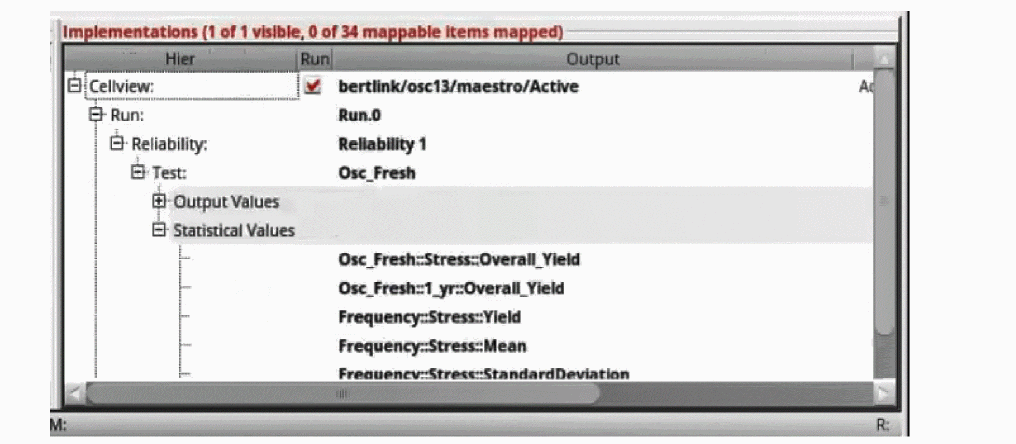 Implementations (1 of 1 visible, 0 of 34 mappable items mapped)
Hier Run Output
Cellview: bertlink/osc13/maestro/Active
Run: Run.0
Reliability: Reliability 1
Test: Osc_Fresh
Output Values
Statistical Values
Osc_Fresh::Stress::Overall_Yield
Osc_Fresh::1_yr::Overall_Yield
Frequency::Stress::Yield
Frequency::Stress::Mean
Frequency::Stress::StandardDeviation
M: R: